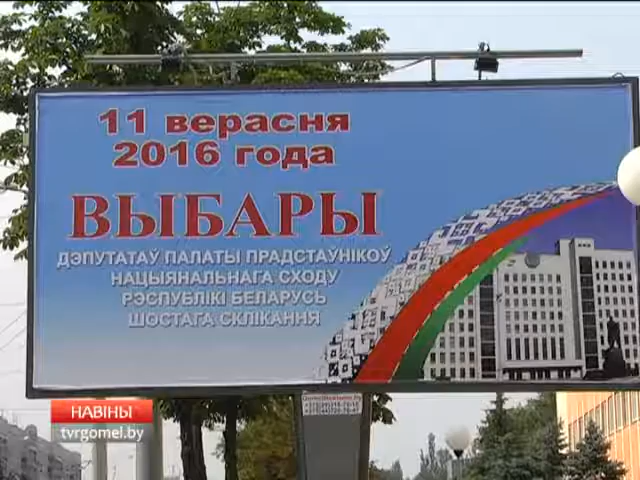 11 верасня
2016 года
ВЫБАРЫ
ДЭПУТАТАЎ ПАЛАТЫ ПРАДСТАЎНІКОЎ
НАЦЫЯНАЛЬНАГА СХОДУ
РЭСПУБЛІКІ БЕЛАРУСЬ
ШОСТАГА СКЛІКАННЯ
НАВІНЫ
tvrgomel.by